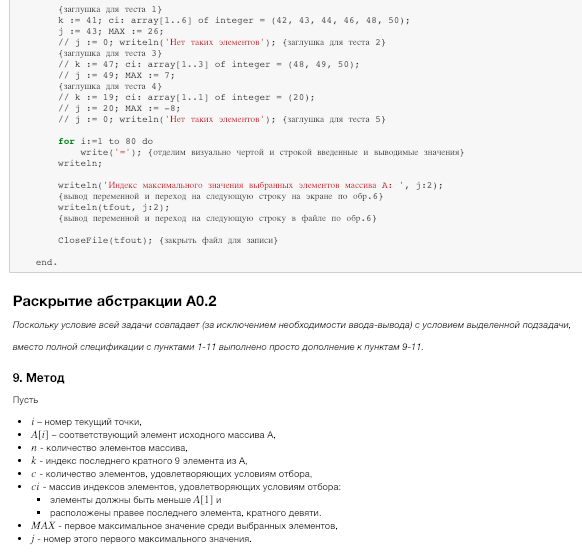 {заглушка для теста 1}
k := 41; ci: array[1..6] of integer = (42, 43, 44, 46, 48, 50);
j := 43; MAX := 26;
// j := 0; writeln('Нет таких элементов'); {заглушка для теста 2}
{заглушка для теста 3}
// k := 47; ci: array[1..3] of integer = (48, 49, 50);
// j := 49; MAX := 7;
{заглушка для теста 4}
// k := 19; ci: array[1..1] of integer = (20);
// j := 20; MAX := -8;
// j := 0; writeln('Нет таких элементов'); {заглушка для теста 5}
for i:=1 to 80 do
write('='); {отделим визуально чертой и строкой введенные и выводимые значения}
writeln;
writeln('Индекс максимального значения выбранных элементов массива A: ', j:2);
{вывод переменной и переход на следующую строку на экране по обр.6}
writeln(tfout, j:2);
{вывод переменной и переход на следующую строку в файле по обр.6}
CloseFile(tfout); {закрыть файл для записи}
end.
Раскрытие абстракции А0.2
Поскольку условие всей задачи совпадает (за исключением необходимости ввода-вывода) с условием выделенной подзадачи,
вместо полной спецификации с пунктами 1-11 выполнено просто дополнение к пунктам 9-11.
9. Метод
Пусть
• i – номер текущий точки,
• A[i] – соответствующий элемент исходного массива А,
• n - количество элементов массива,
• k - индекс последнего кратного 9 элемента из А,
• c - количество элементов, удовлетворяющих условиям отбора,
• ci - массив индексов элементов, удовлетворяющих условиям отбора:
▪ элементы должны быть меньше A[1] и
▪ расположены правее последнего элемента, кратного девяти.
• MAX - первое максимальное значение среди выбранных элементов,
• j - номер этого первого максимального значения.